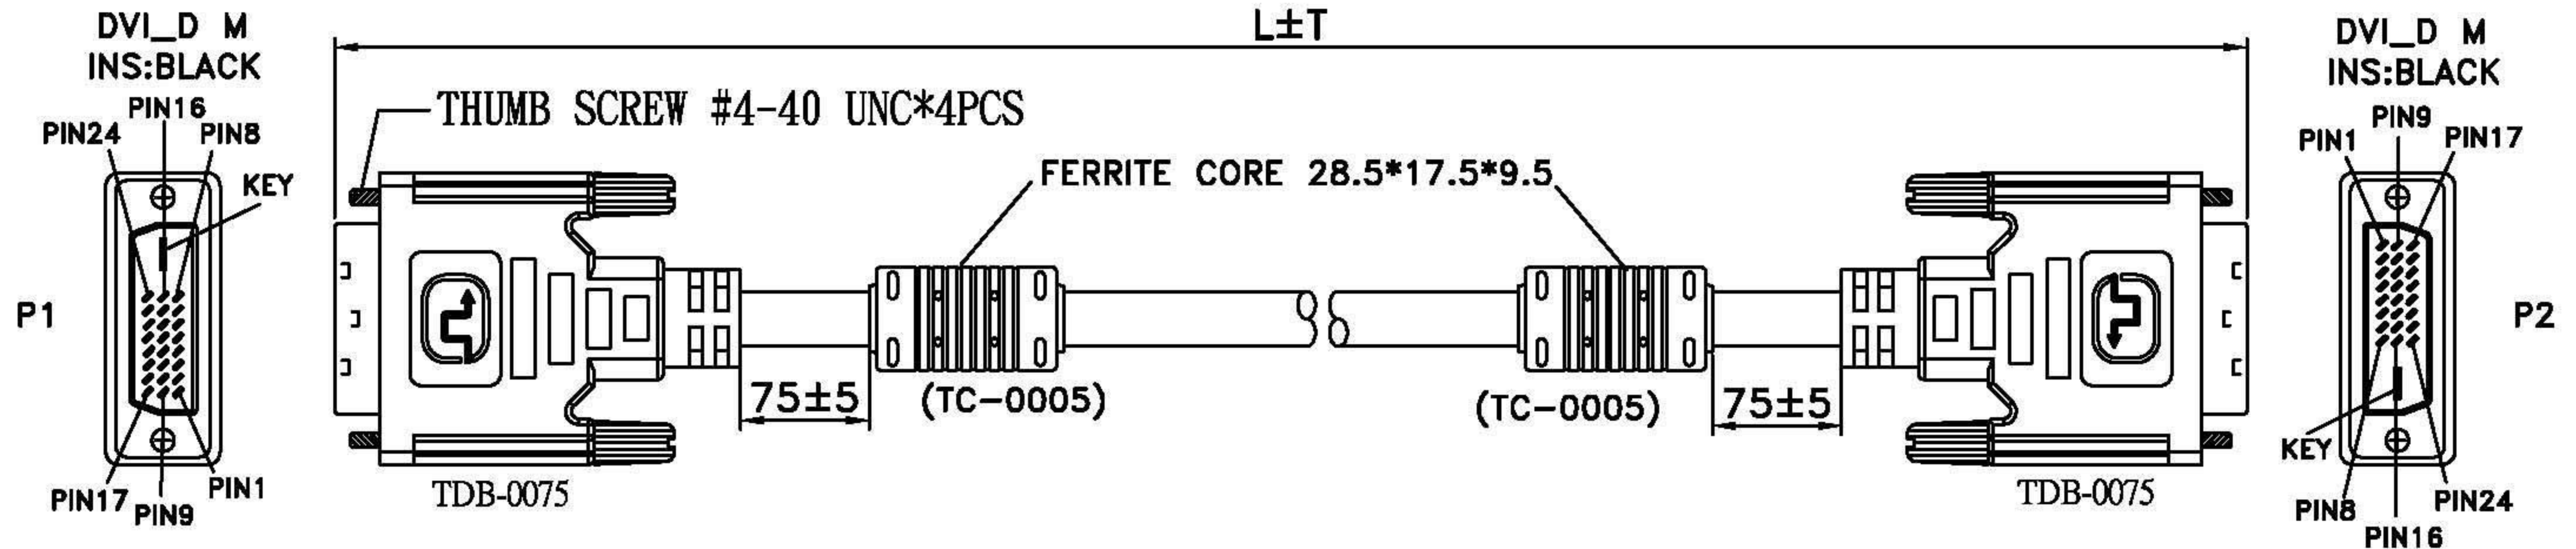 DVI_D M
INS:BLACK
PIN16
PIN24
PIN8
KEY
P1
PIN17
PIN9
PIN1
L±T
THUMB SCREW #4-40 UNC*4PCS
FERRITE CORE 28.5*17.5*9.5
75±5
(TC-0005)
(TC-0005)
75±5
TDB-0075
TDB-0075
DVI_D M
INS:BLACK
PIN9
PIN1
PIN17
P2
KEY
PIN8
PIN24
PIN16